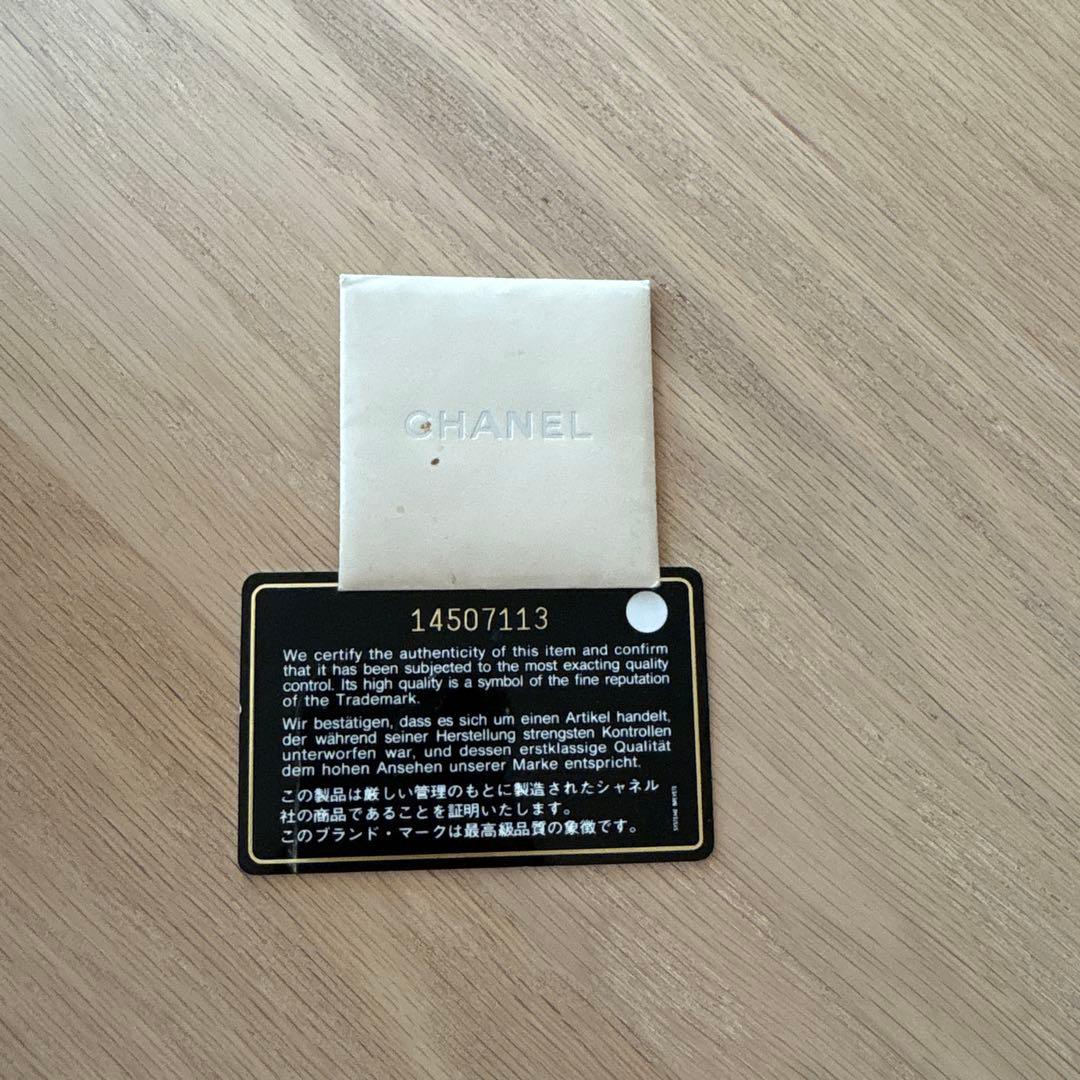 CHANEL
14507113
We certify the authenticity of this item and confirm
that it has been subjected to the most exacting quality
control. Its high quality is a symbol of the fine reputation
of the Trademark.
Wir bestätigen, dass es sich um einen Artikel handelt,
der während seiner Herstellung strengsten Kontrollen
unterworfen war, und dessen erstklassige Qualität
dem hohen Ansehen unserer Marke entspricht.
この製品は厳しい管理のもとに製造されたシャネル
社の商品であることを証明いたします。
このブランド・マークは最高級品質の象徴です。
SYSTEME BREVETE